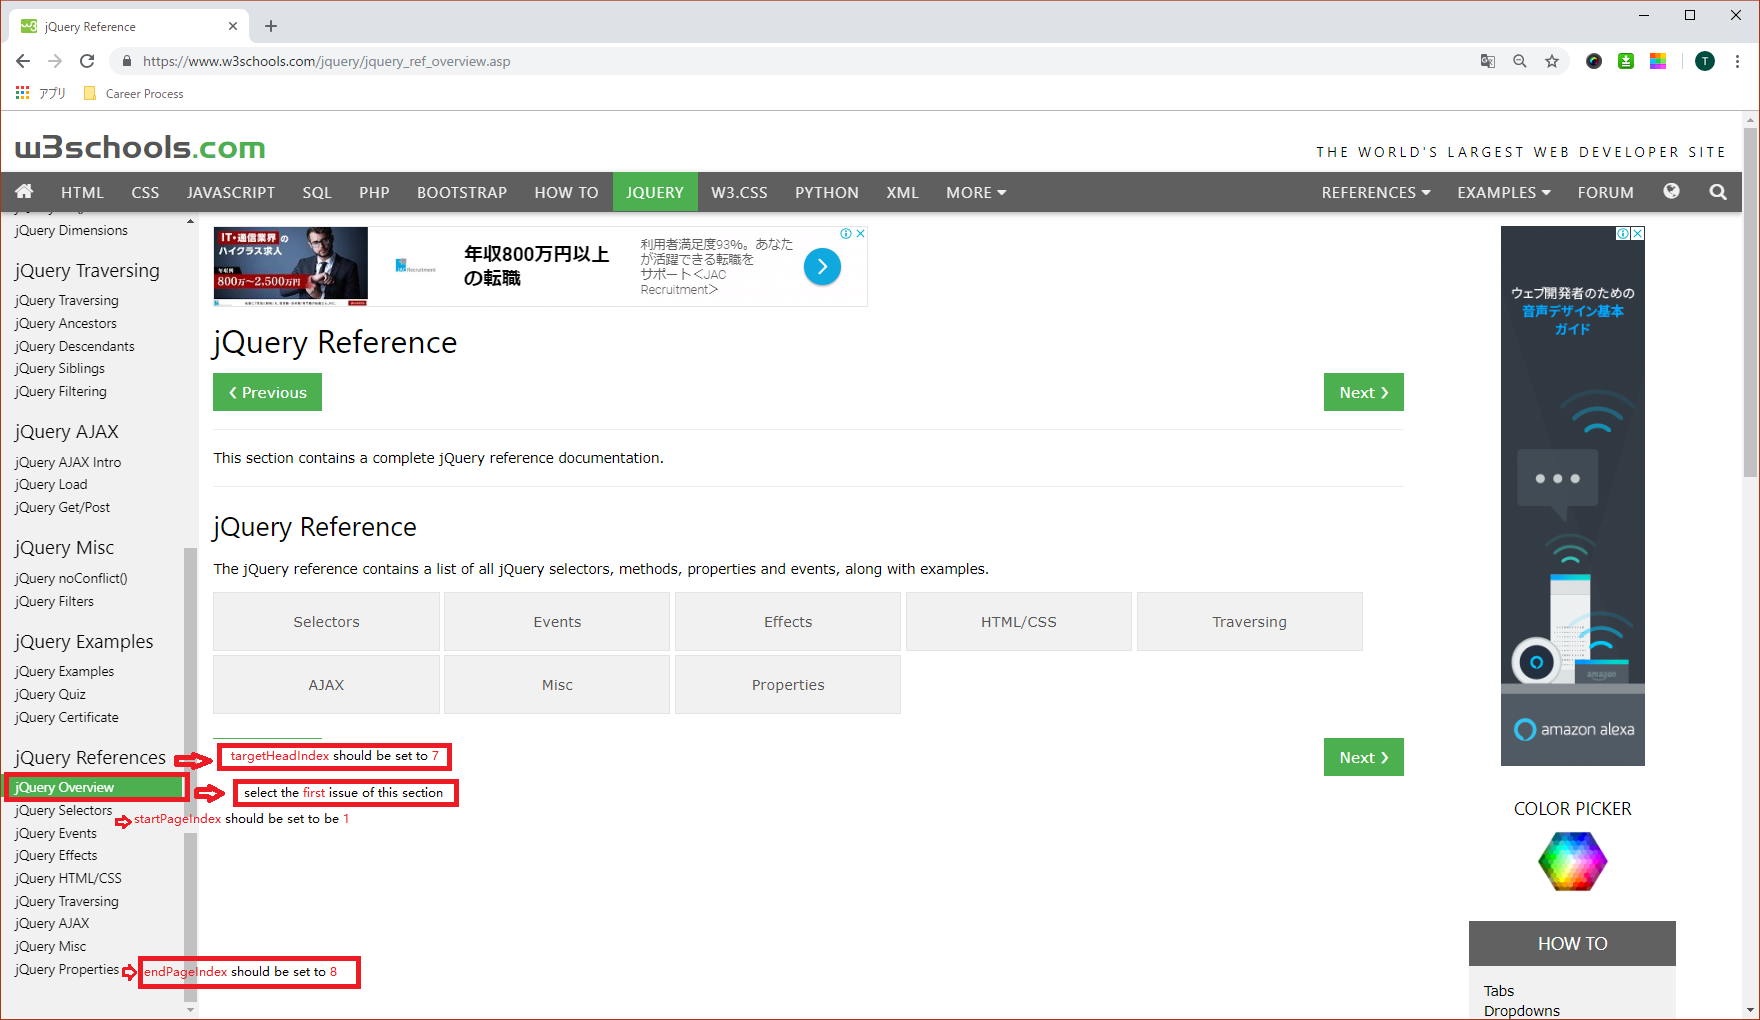 jQuery Reference
https://www.w3schools.com/jquery/jquery_ref_overview.asp
T
アプリ
Career Process
w3schools.com
THE WORLD'S LARGEST WEB DEVELOPER SITE
HTML CSS JAVASCRIPT SQL PHP BOOTSTRAP HOW TO JQUERY W3.CSS PYTHON XML MORE REFERENCES EXAMPLES FORUM
jQuery Dimensions
jQuery Traversing
jQuery Traversing
jQuery Ancestors
jQuery Descendants
jQuery Siblings
jQuery Filtering
jQuery AJAX
jQuery AJAX Intro
jQuery Load
jQuery Get/Post
jQuery Misc
jQuery noConflict()
jQuery Filters
jQuery Examples
jQuery Examples
jQuery Quiz
jQuery Certificate
jQuery References
jQuery Overview
jQuery Selectors
jQuery Events
jQuery Effects
jQuery HTML/CSS
jQuery Traversing
jQuery AJAX
jQuery Misc
jQuery Properties
targetHeadIndex should be set to 7
select the first issue of this section
startPageIndex should be set to be 1
endPageIndex should be set to 8
IT・通信業界の
ハイクラス求人
年収例
800万～2,500万円
JAC Recruitment
年収800万円以上
の転職
利用者満足度93%。あなた
が活躍できる転職を
サポート＜JAC
Recruitment＞
jQuery Reference
❮ Previous
Next ❯
This section contains a complete jQuery reference documentation.
jQuery Reference
The jQuery reference contains a list of all jQuery selectors, methods, properties and events, along with examples.
Selectors Events Effects HTML/CSS Traversing
AJAX Misc Properties
Next ❯
ウェブ開発者のための
音声デザイン基本
ガイド
amazon
amazon alexa
COLOR PICKER
HOW TO
Tabs
Dropdowns